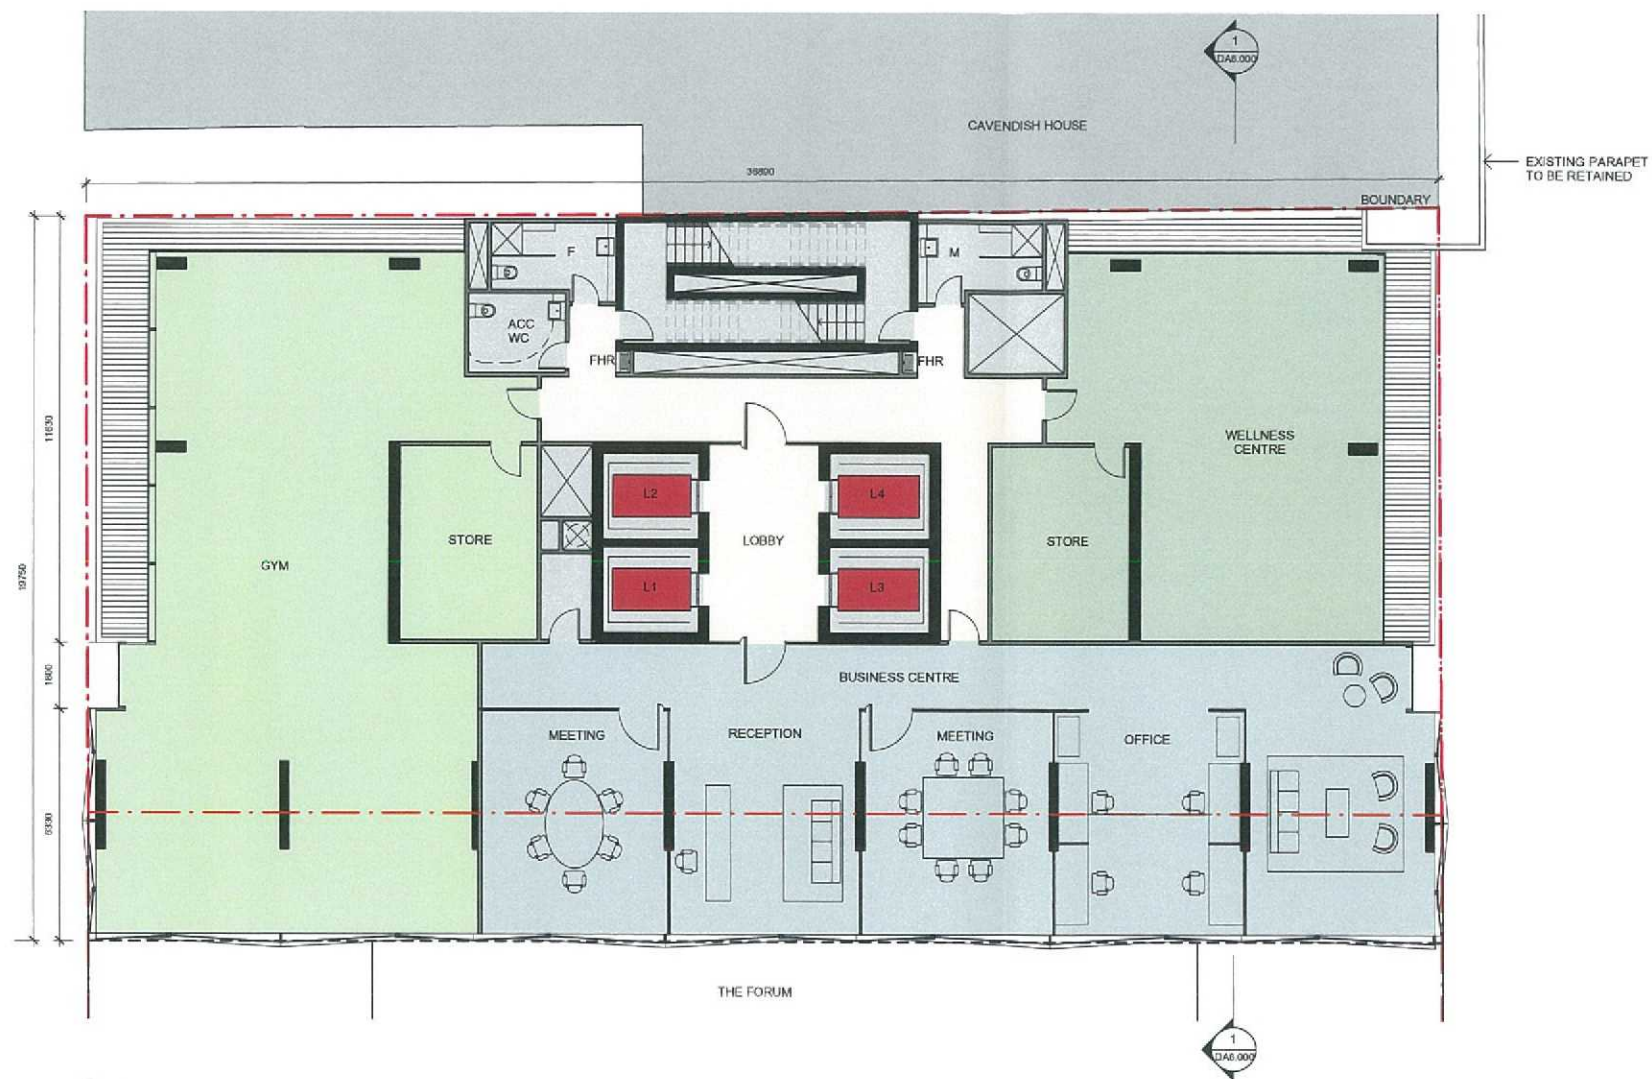 1
DA6.000
CAVENDISH HOUSE
EXISTING PARAPET
TO BE RETAINED
36800
BOUNDARY
F
M
ACC
WC
FHR
FHR
WELLNESS
CENTRE
L2
L4
STORE
LOBBY
STORE
GYM
19750
L1
L3
1800
BUSINESS CENTRE
MEETING
RECEPTION
MEETING
OFFICE
6330
THE FORUM
1
DA6.000